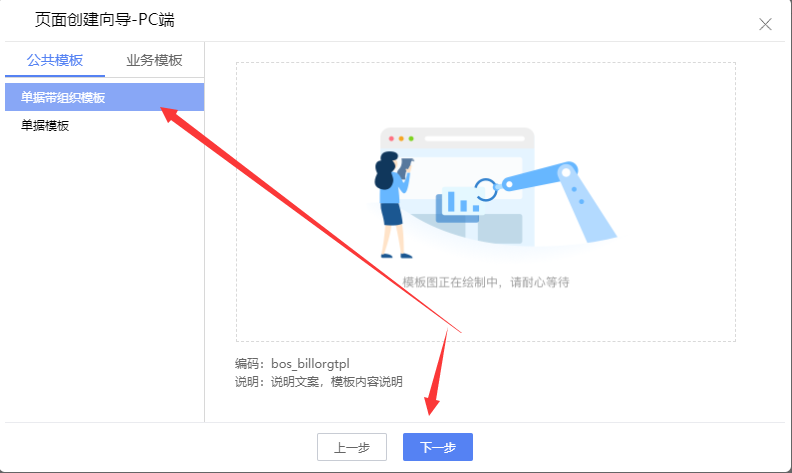 页面创建向导-PC端
公共模板 业务模板
单据带组织模板
单据模板
模板图正在绘制中，请耐心等待
编码：bos_billorgtpl
说明：说明文案，模板内容说明
上一步 下一步